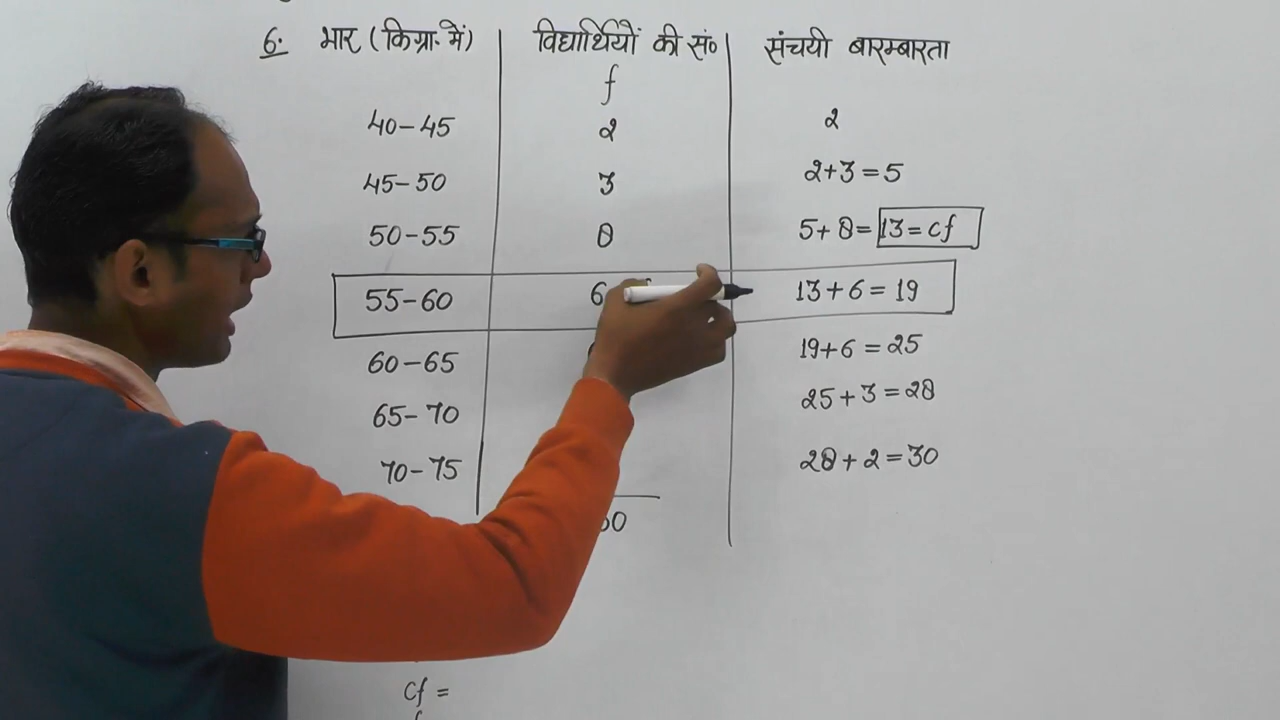 6. भार (किग्रा. में) विद्यार्थियों की सं० संचयी बारम्बारता
f
40-45 2 2
45-50 3 2+3=5
50-55 8 5+8=13=cf
55-60 6 13+6=19
60-65 19+6=25
65-70 25+3=28
70-75 28+2=30
cf =